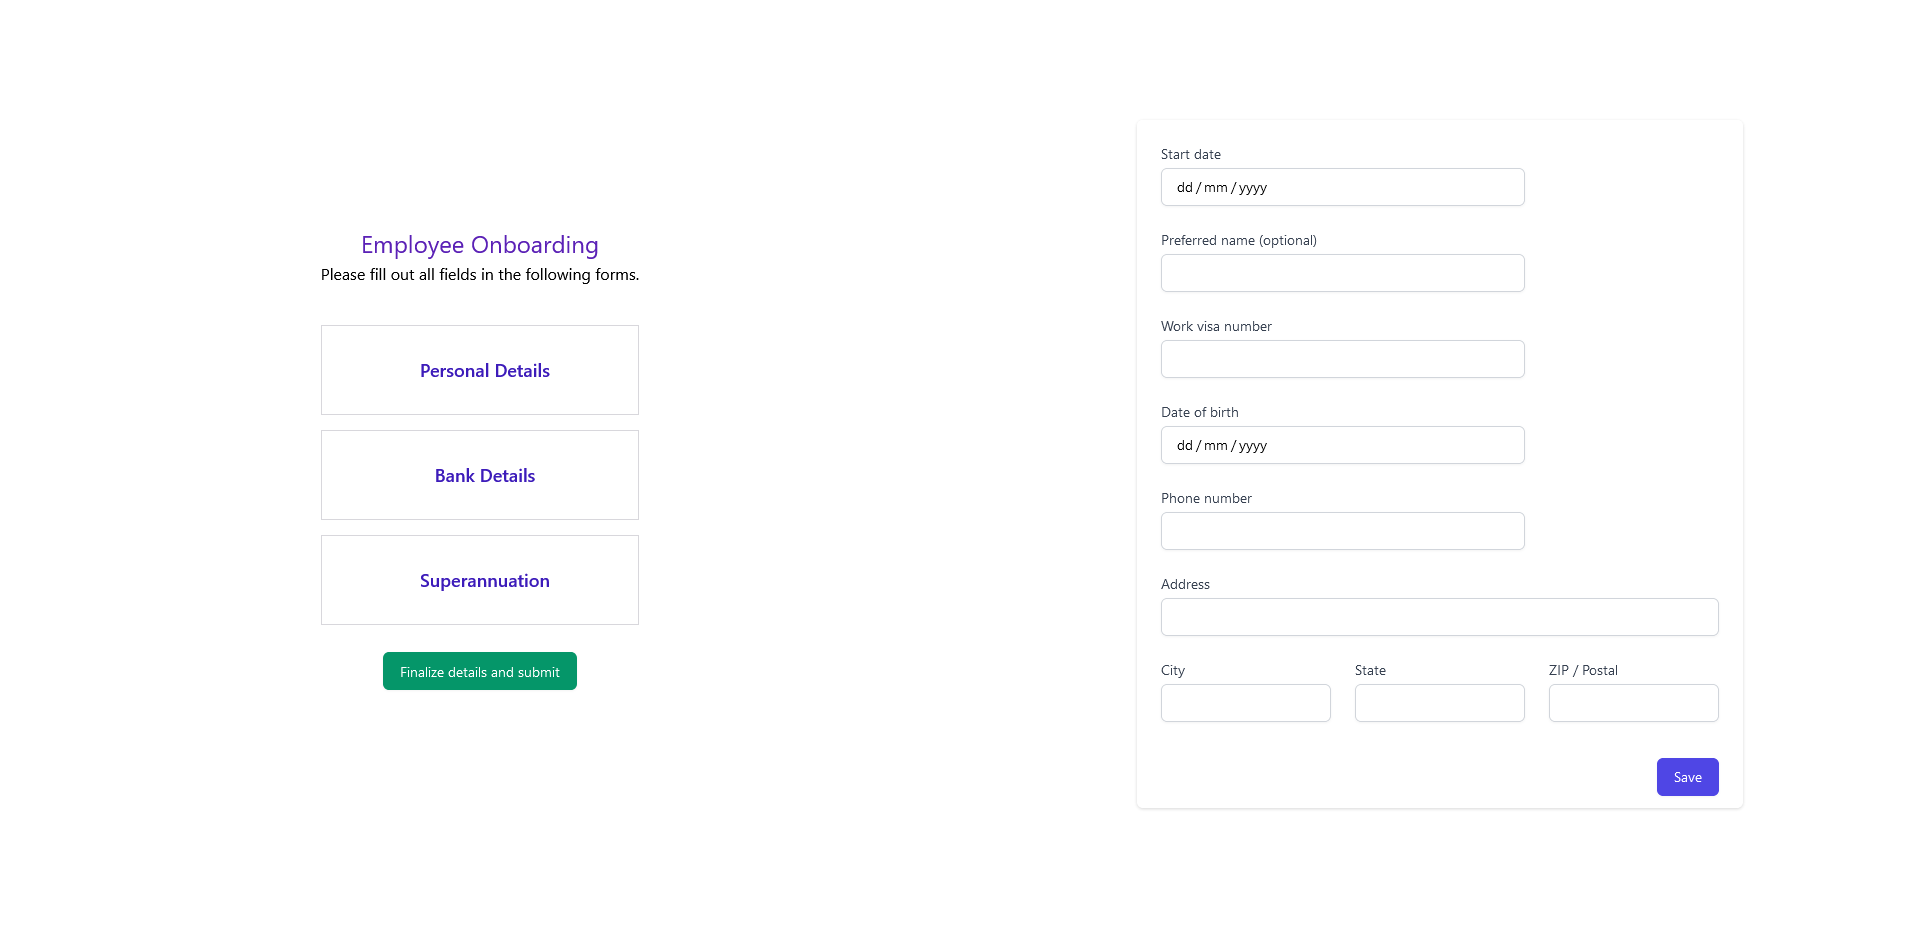 Employee Onboarding
Please fill out all fields in the following forms.
Personal Details
Bank Details
Superannuation
Finalize details and submit
Start date
dd / mm / yyyy
Preferred name (optional)
Work visa number
Date of birth
dd / mm / yyyy
Phone number
Address
City State ZIP / Postal
Save